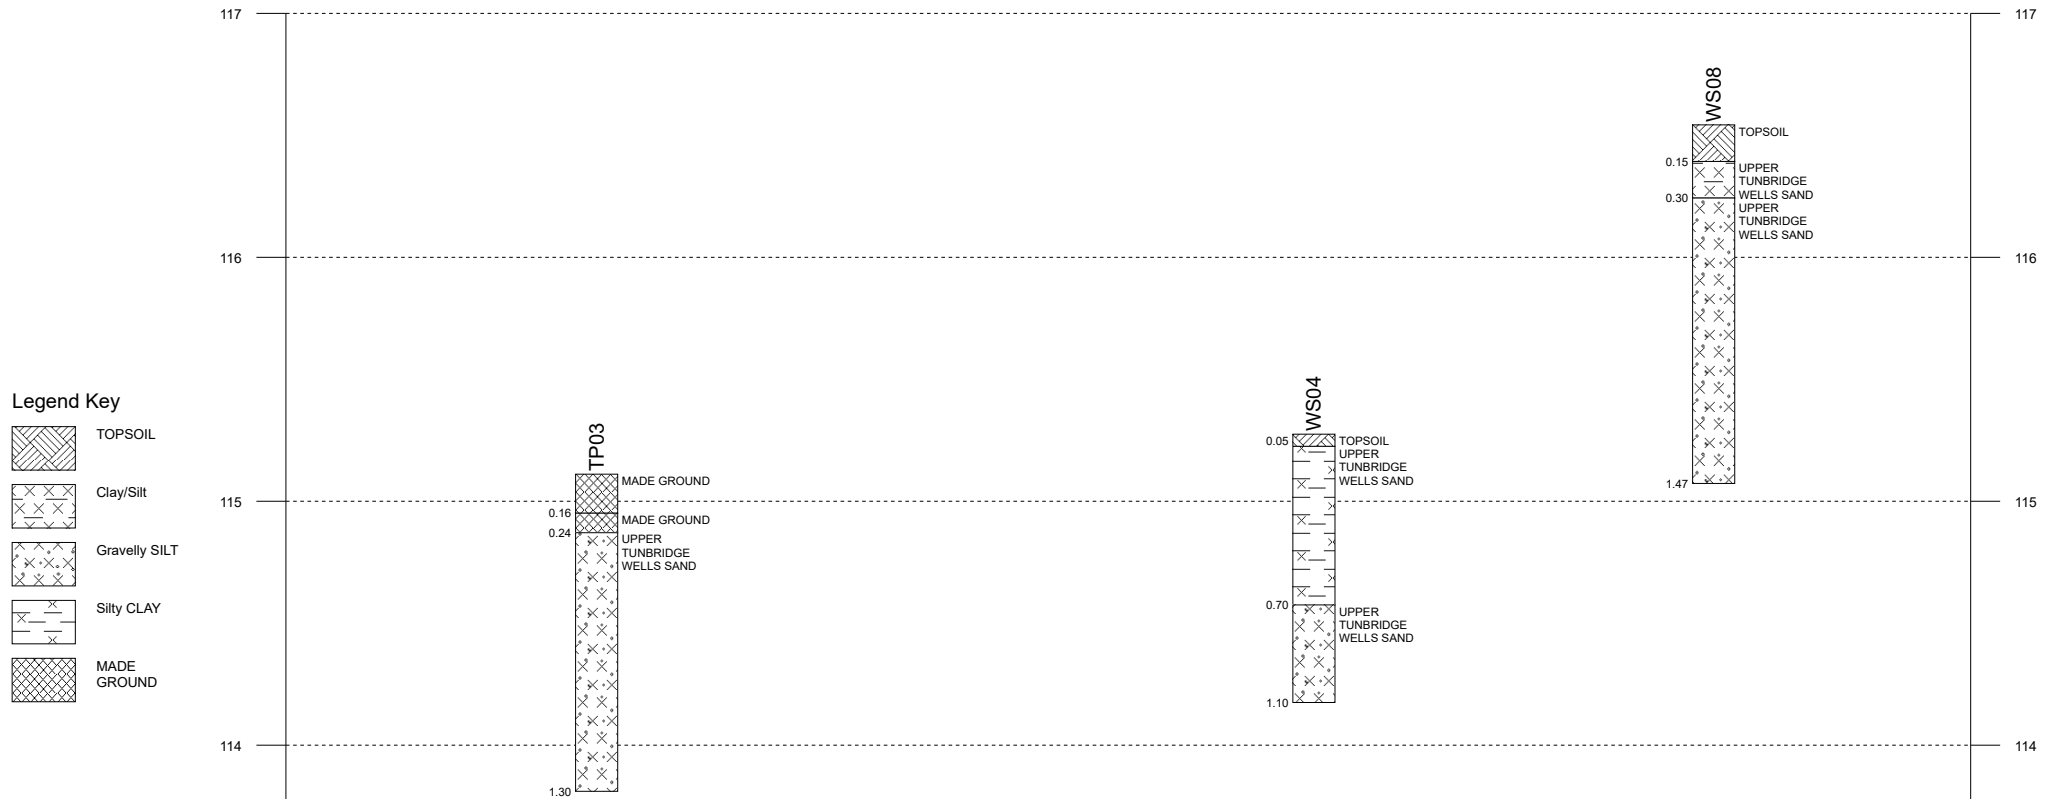 117
117
WS08
TOPSOIL
0.15
UPPER
TUNBRIDGE
WELLS SAND
0.30
UPPER
TUNBRIDGE
WELLS SAND
116
116
1.47
Legend Key
TOPSOIL
Clay/Silt
Gravelly SILT
Silty CLAY
MADE
GROUND
TP03
MADE GROUND
0.16
MADE GROUND
0.24
UPPER
TUNBRIDGE
WELLS SAND
1.30
WS04
0.05
TOPSOIL
UPPER
TUNBRIDGE
WELLS SAND
0.70
UPPER
TUNBRIDGE
WELLS SAND
1.10
115
115
114
114